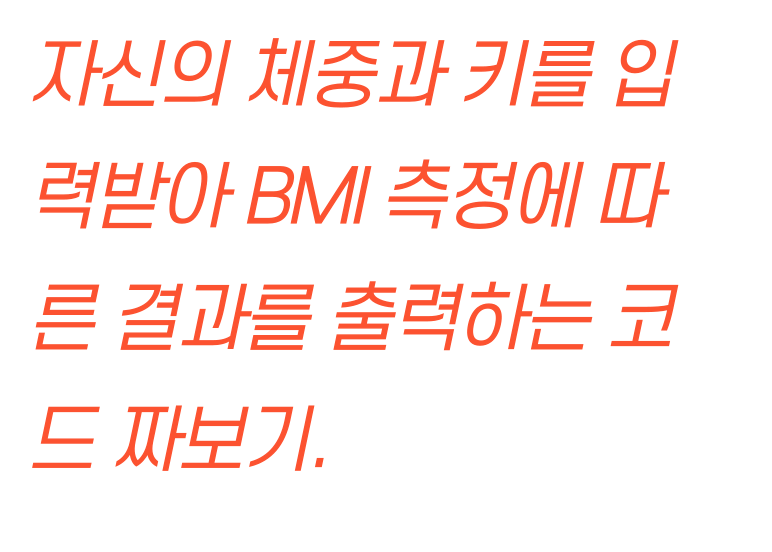 자신의 체중과 키를 입
력받아 BMI 측정에 따
른 결과를 출력하는 코
드 짜보기.